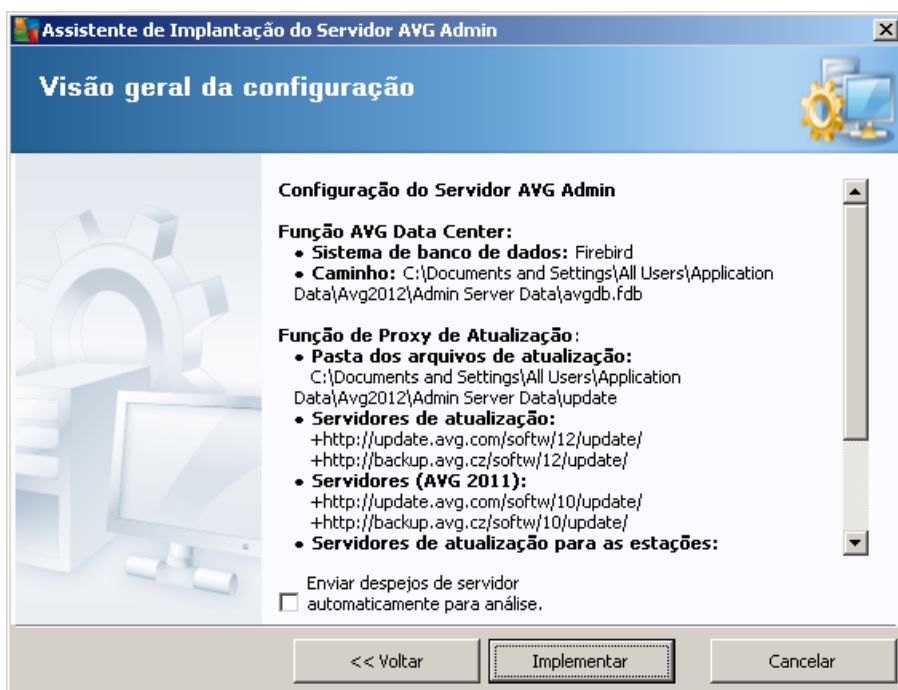 Assistente de Implantação do Servidor AVG Admin
Visão geral da configuração
Configuração do Servidor AVG Admin
Função AVG Data Center:
• Sistema de banco de dados: Firebird
• Caminho: C:\Documents and Settings\All Users\Application
Data\Avg2012\Admin Server Data\avgdb.fdb
Função de Proxy de Atualização:
• Pasta dos arquivos de atualização:
C:\Documents and Settings\All Users\Application
Data\Avg2012\Admin Server Data\update
• Servidores de atualização:
+http://update.avg.com/softw/12/update/
+http://backup.avg.cz/softw/12/update/
• Servidores (AVG 2011):
+http://update.avg.com/softw/10/update/
+http://backup.avg.cz/softw/10/update/
• Servidores de atualização para as estações:
Enviar despejos de servidor
automaticamente para análise.
<< Voltar
Implementar
Cancelar